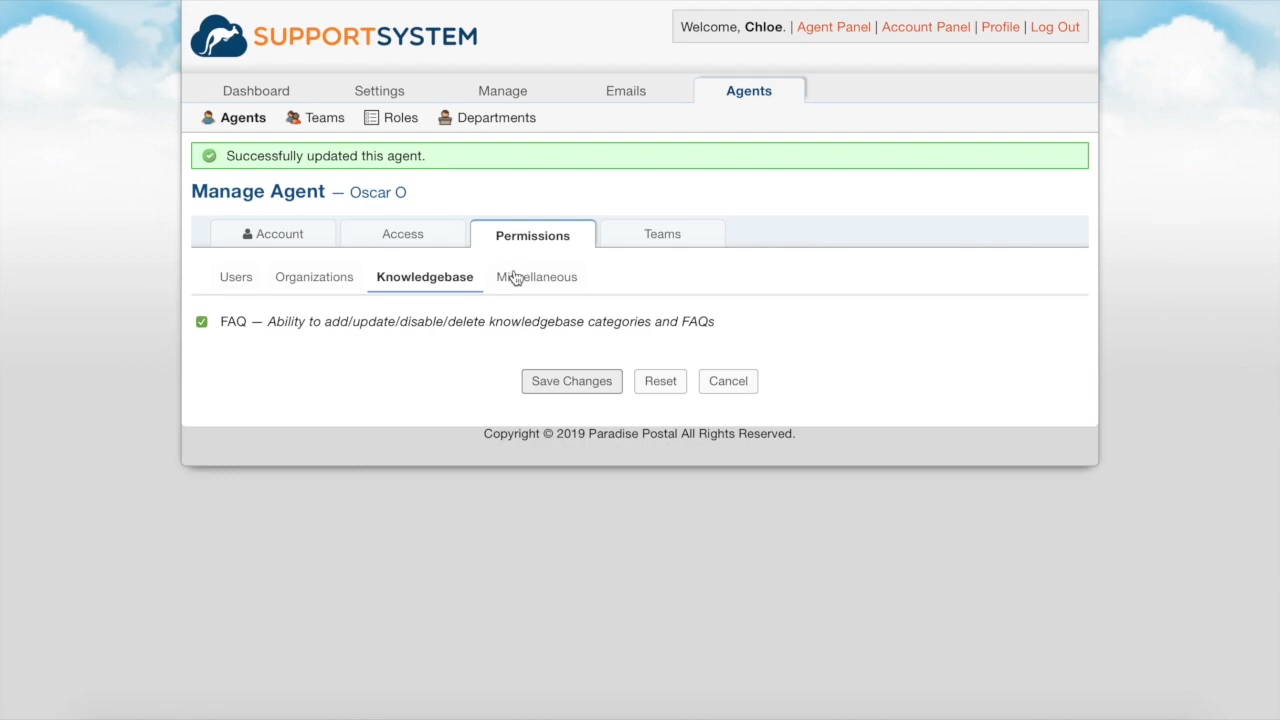 SUPPORTSYSTEM
Welcome, Chloe. | Agent Panel | Account Panel | Profile | Log Out
Dashboard Settings Manage Emails Agents
Agents Teams Roles Departments
Successfully updated this agent.
Manage Agent — Oscar O
Account Access Permissions Teams
Users Organizations Knowledgebase Miscellaneous
FAQ — Ability to add/update/disable/delete knowledgebase categories and FAQs
Save Changes Reset Cancel
Copyright © 2019 Paradise Postal All Rights Reserved.